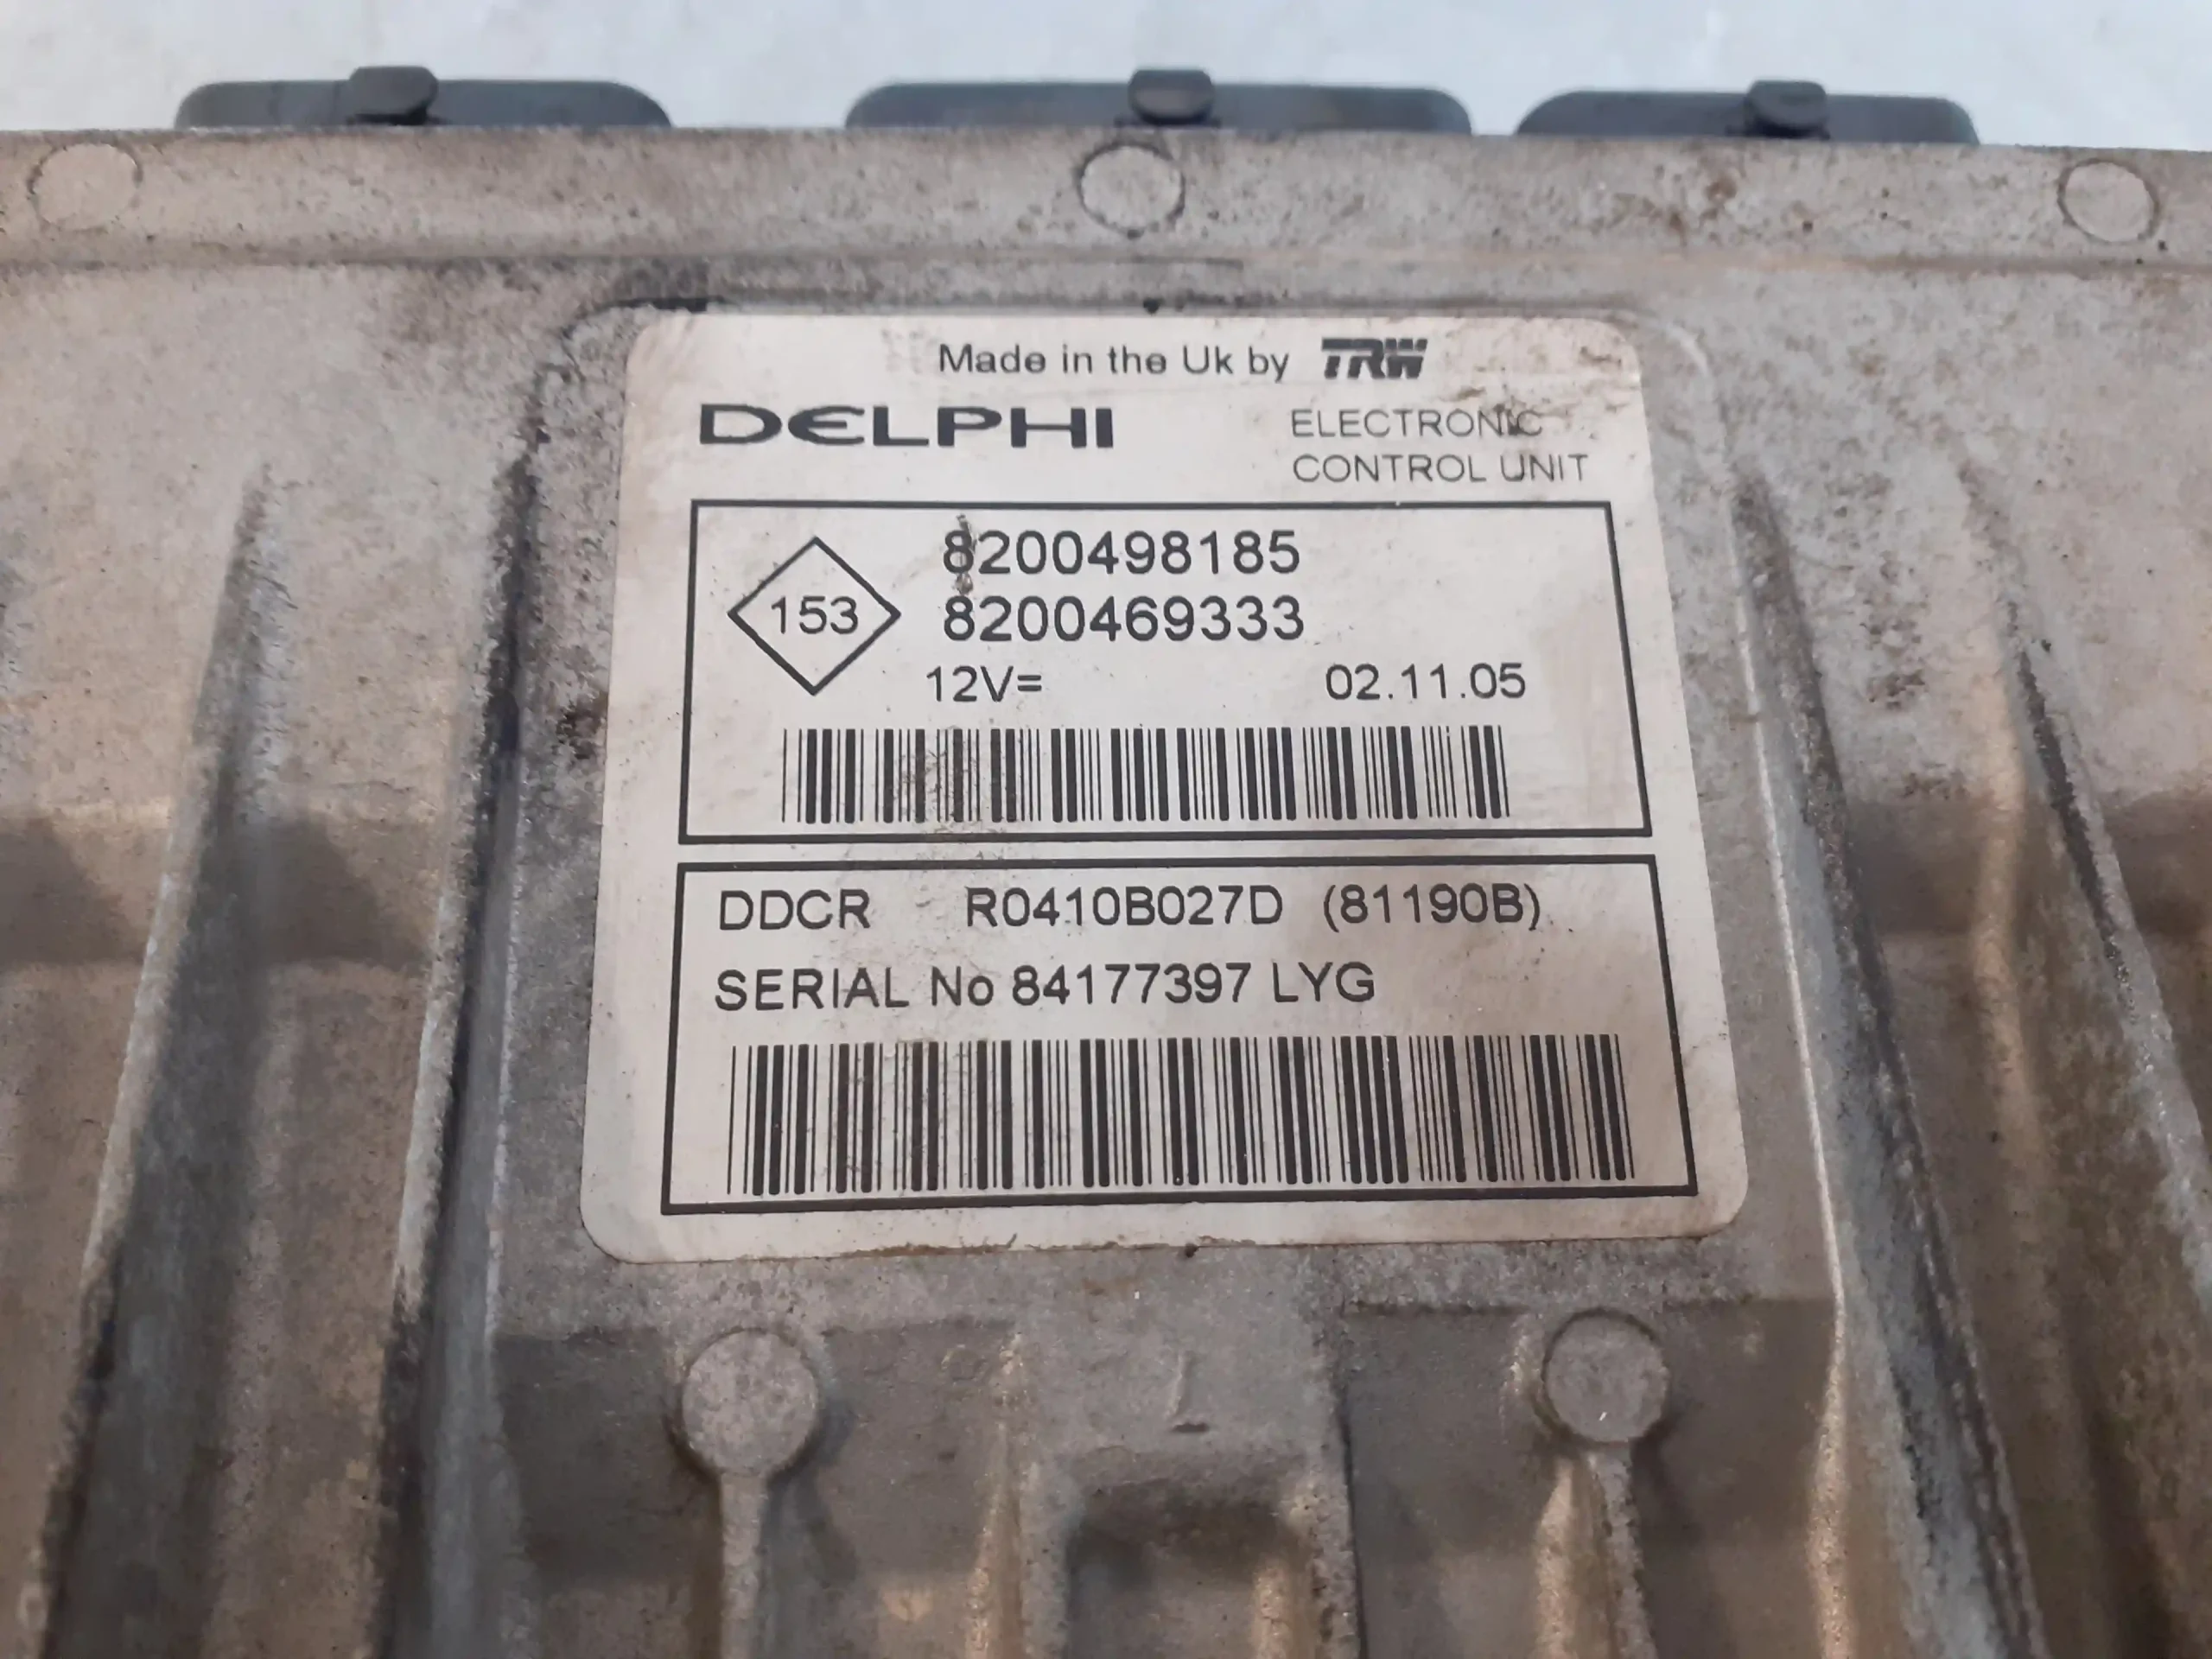 Made in the Uk by TRW
DELPHI
ELECTRONIC
CONTROL UNIT
8200498185
153
8200469333
12V= 02.11.05
DDCR R0410B027D (81190B)
SERIAL No 84177397 LYG